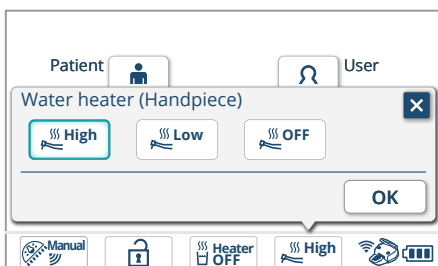 Patient User
Water heater (Handpiece)
High Low OFF
OK
Manual Heater OFF High